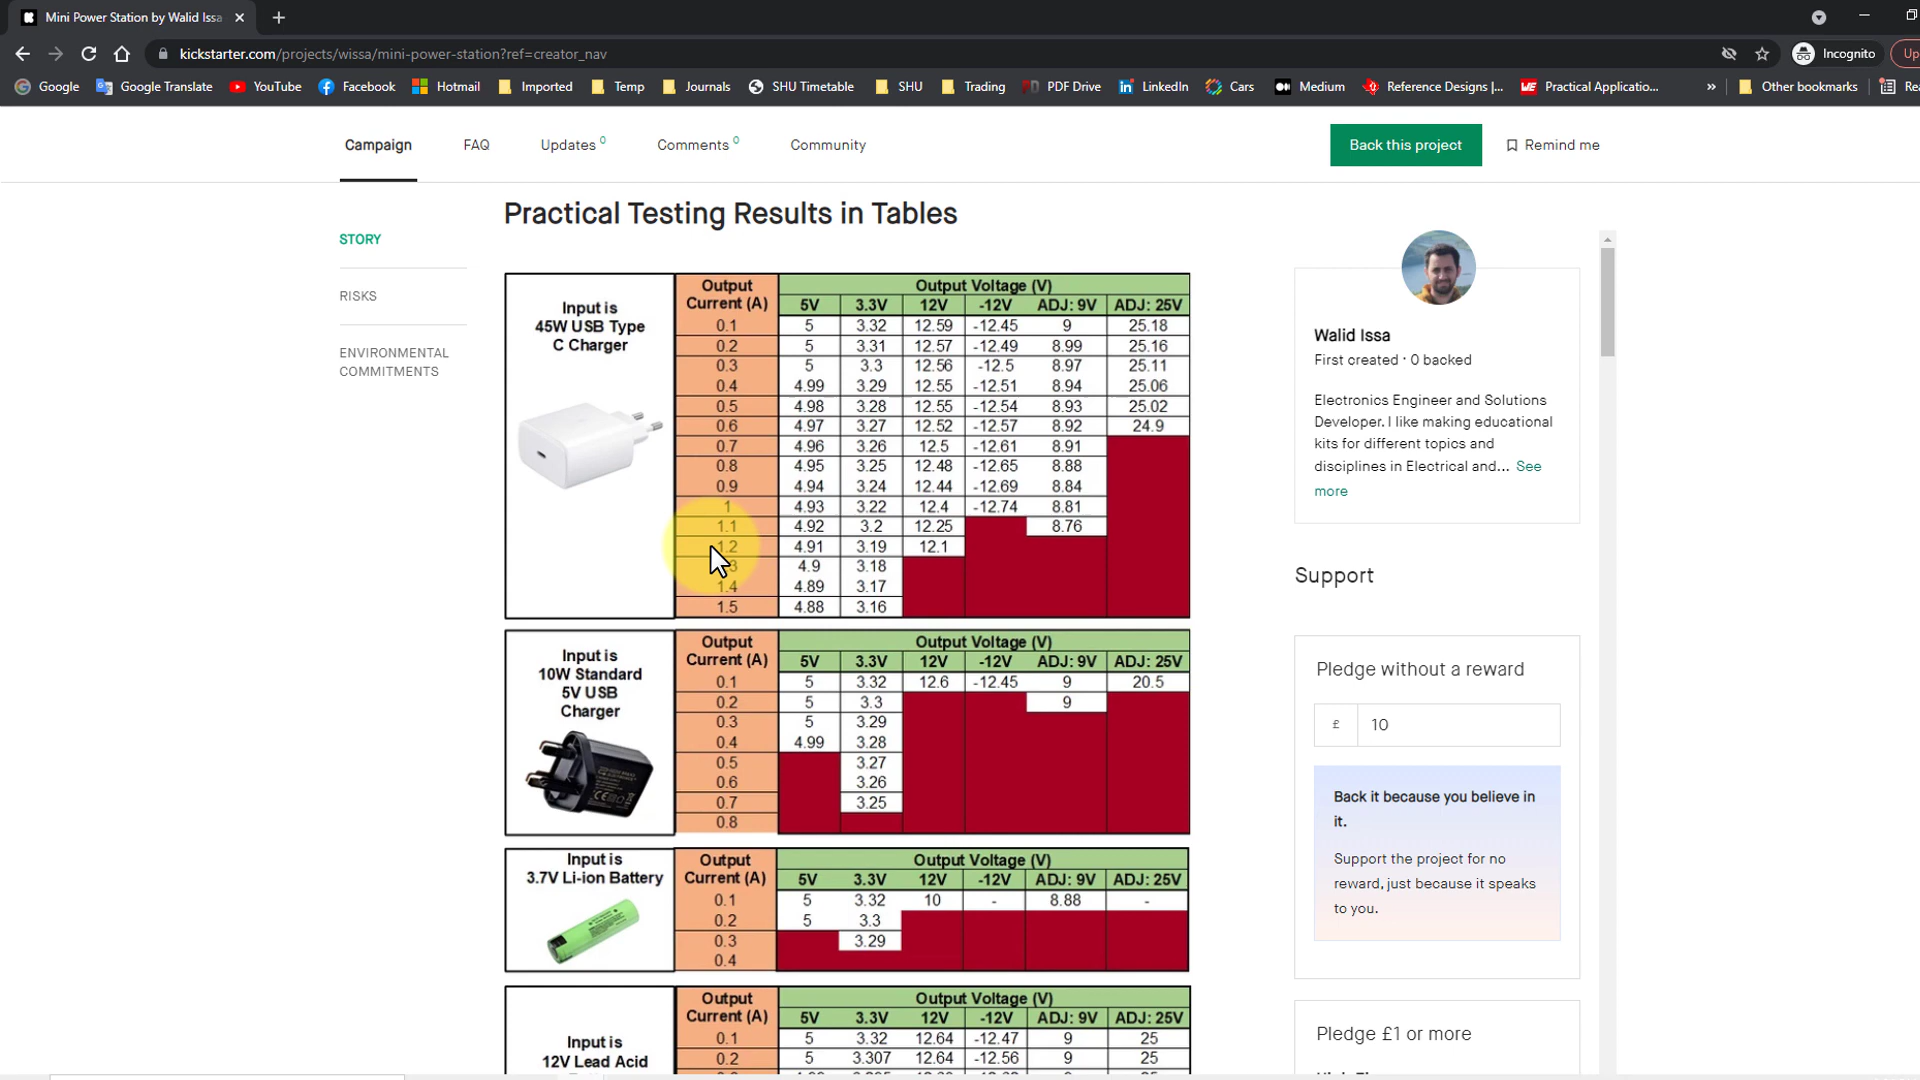 Mini Power Station by Walid Issa
kickstarter.com/projects/wissa/mini-power-station?ref=creator_nav
Incognito
Up
Google Google Translate YouTube Facebook Hotmail Imported Temp Journals SHU Timetable SHU Trading PDF Drive LinkedIn Cars Medium Reference Designs |... Practical Applicatio... » Other bookmarks Rea
Campaign FAQ Updates 0 Comments 0 Community Back this project Remind me
STORY
RISKS
ENVIRONMENTAL
COMMITMENTS
Practical Testing Results in Tables
Input is
45W USB Type
C Charger
Output Current (A) Output Voltage (V)
5V 3.3V 12V -12V ADJ: 9V ADJ: 25V
0.1 5 3.32 12.59 -12.45 9 25.18
0.2 5 3.31 12.57 -12.49 8.99 25.16
0.3 5 3.3 12.56 -12.5 8.97 25.11
0.4 4.99 3.29 12.55 -12.51 8.94 25.06
0.5 4.98 3.28 12.55 -12.54 8.93 25.02
0.6 4.97 3.27 12.52 -12.57 8.92 24.9
0.7 4.96 3.26 12.5 -12.61 8.91
0.8 4.95 3.25 12.48 -12.65 8.88
0.9 4.94 3.24 12.44 -12.69 8.84
1 4.93 3.22 12.4 -12.74 8.81
1.1 4.92 3.2 12.25 8.76
1.2 4.91 3.19 12.1
3 4.9 3.18
1.4 4.89 3.17
1.5 4.88 3.16
Input is
10W Standard
5V USB
Charger
Output Current (A) Output Voltage (V)
5V 3.3V 12V -12V ADJ: 9V ADJ: 25V
0.1 5 3.32 12.6 -12.45 9 20.5
0.2 5 3.3 9
0.3 5 3.29
0.4 4.99 3.28
0.5 3.27
0.6 3.26
0.7 3.25
0.8
Input is
3.7V Li-ion Battery
Output Current (A) Output Voltage (V)
5V 3.3V 12V -12V ADJ: 9V ADJ: 25V
0.1 5 3.32 10 - 8.88 -
0.2 5 3.3
0.3 3.29
0.4
Input is
12V Lead Acid
Output Current (A) Output Voltage (V)
5V 3.3V 12V -12V ADJ: 9V ADJ: 25V
0.1 5 3.32 12.64 -12.47 9 25
0.2 5 3.307 12.64 -12.56 9 25
Walid Issa
First created · 0 backed
Electronics Engineer and Solutions
Developer. I like making educational
kits for different topics and
disciplines in Electrical and... See
more
Support
Pledge without a reward
£ 10
Back it because you believe in
it.
Support the project for no
reward, just because it speaks
to you.
Pledge £1 or more